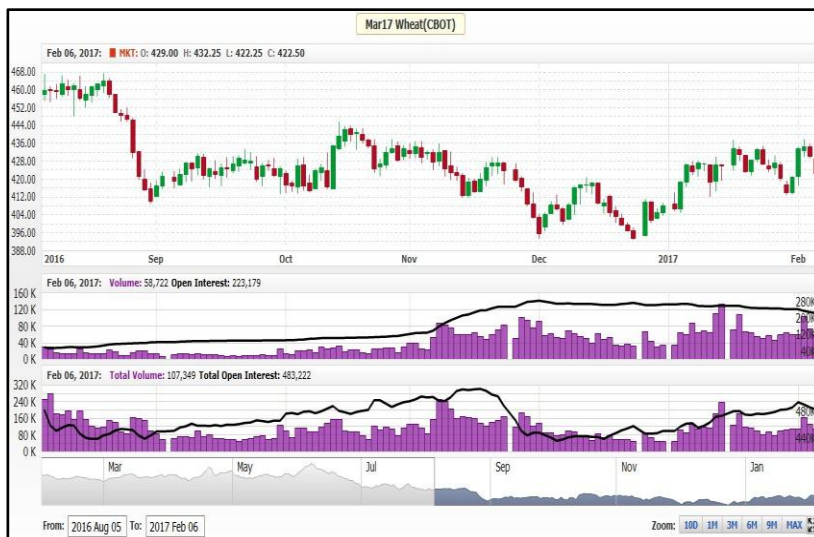 Mar17 Wheat(CBOT)
Feb 06, 2017: MKT: O: 429.00 H: 432.25 L: 422.25 C: 422.50
468.00
460.00
452.00
444.00
436.00
428.00
420.00
412.00
404.00
396.00
388.00
2016 Sep Oct Nov Dec 2017 Feb
Feb 06, 2017: Volume: 58,722 Open Interest: 223,179
160 K
120 K
80 K
40 K
0 K
280K
40K
Feb 06, 2017: Total Volume: 107,349 Total Open Interest: 483,222
320 K
240 K
160 K
80 K
0 K
480K
440K
Mar May Jul Sep Nov Jan
From: 2016 Aug 05 To: 2017 Feb 06 Zoom: 10D 1M 3M 6M 9M MAX